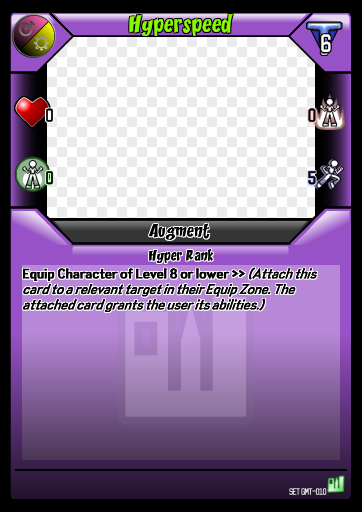 Hyperspeed
6
0
0
0
5
Augment
Hyper Rank
Equip Character of Level 8 or lower >> (Attach this
card to a relevant target in their Equip Zone. The
attached card grants the user its abilities.)
SET GMT-010